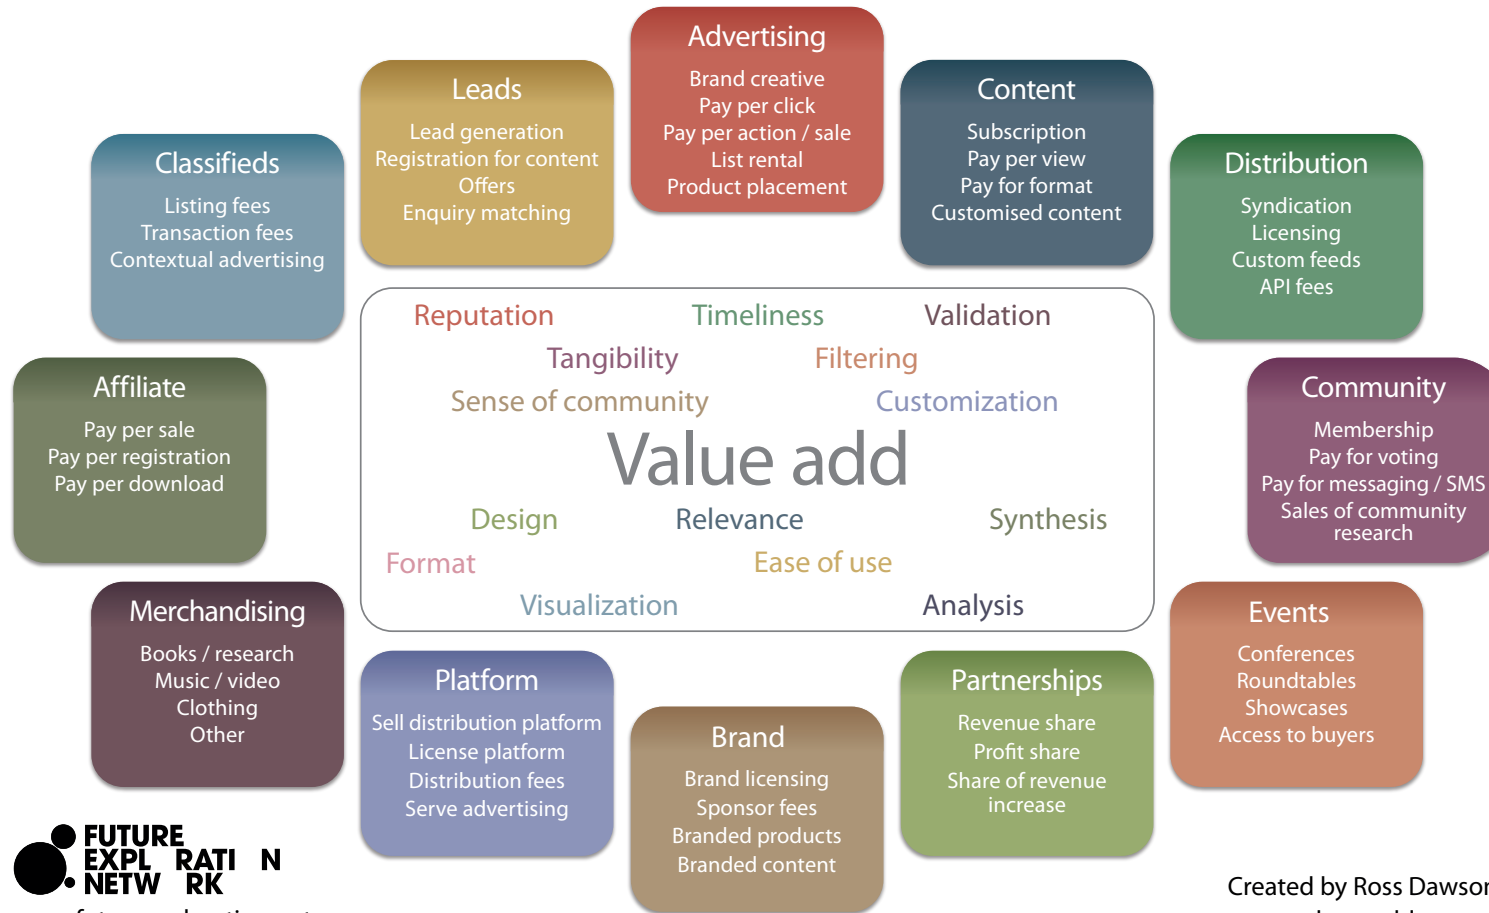 Advertising
Brand creative
Pay per click
Pay per action / sale
List rental
Product placement
Leads
Lead generation
Registration for content
Offers
Enquiry matching
Content
Subscription
Pay per view
Pay for format
Customised content
Classifieds
Listing fees
Transaction fees
Contextual advertising
Distribution
Syndication
Licensing
Custom feeds
API fees
Reputation
Timeliness
Validation
Tangibility
Filtering
Sense of community
Customization
Value add
Design
Relevance
Synthesis
Format
Ease of use
Visualization
Analysis
Affiliate
Pay per sale
Pay per registration
Pay per download
Community
Membership
Pay for voting
Pay for messaging / SMS
Sales of community
research
Merchandising
Books / research
Music / video
Clothing
Other
Events
Conferences
Roundtables
Showcases
Access to buyers
Platform
Sell distribution platform
License platform
Distribution fees
Serve advertising
Brand
Brand licensing
Sponsor fees
Branded products
Branded content
Partnerships
Revenue share
Profit share
Share of revenue
increase
FUTURE
EXPL RATI N
NETW RK
Created by Ross Dawson